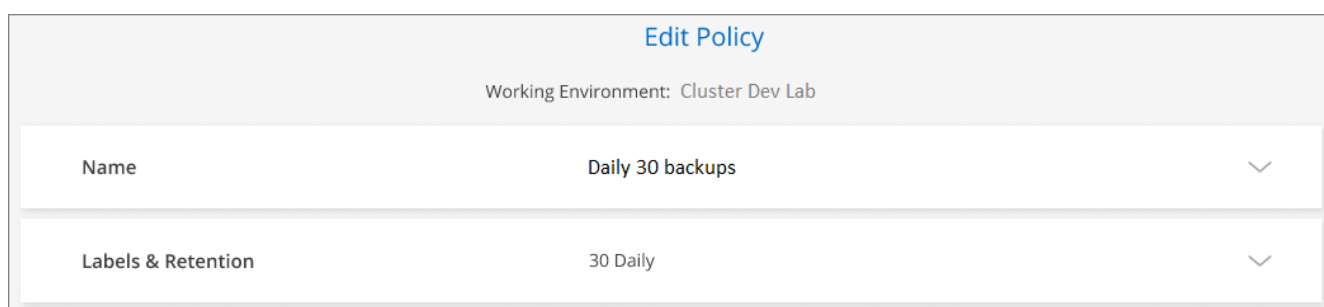 Edit Policy
Working Environment: Cluster Dev Lab
Name Daily 30 backups
Labels & Retention 30 Daily